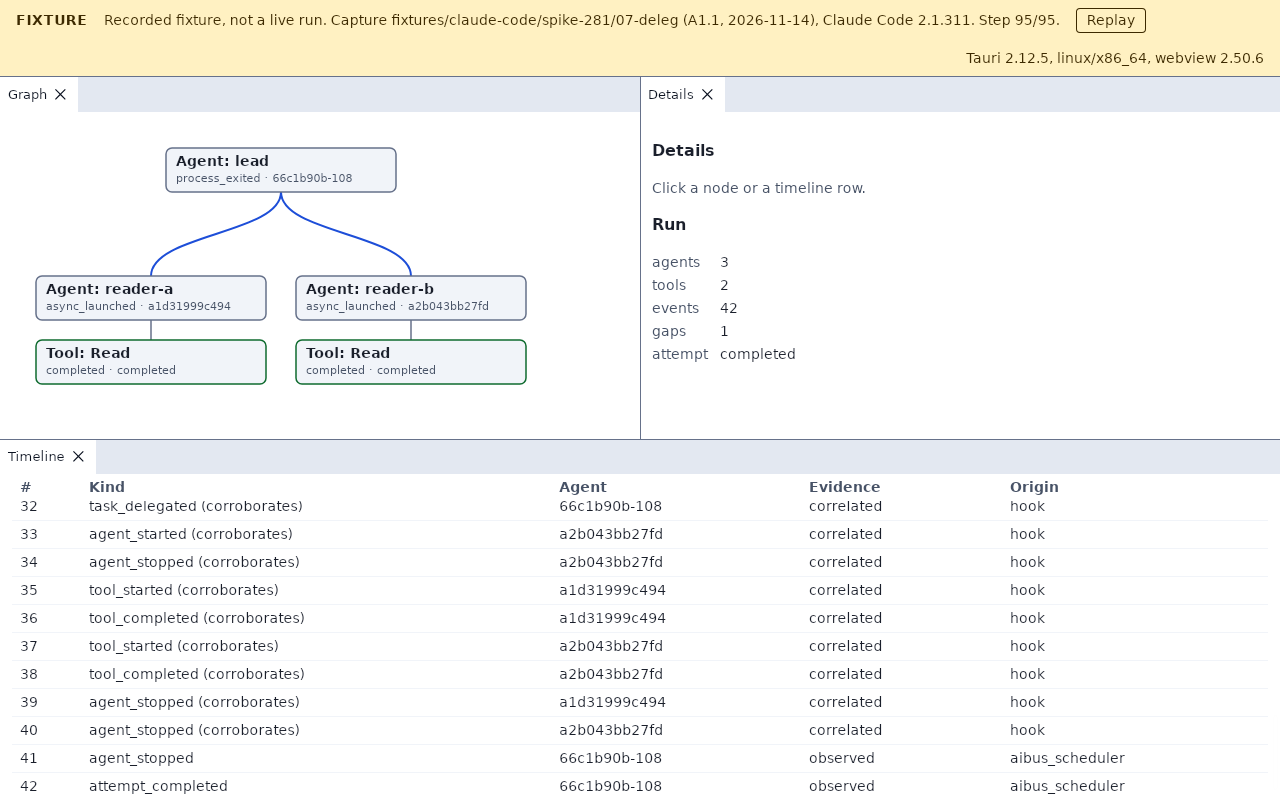 FIXTURE Recorded fixture, not a live run. Capture fixtures/claude-code/spike-281/07-deleg (A1.1, 2026-11-14), Claude Code 2.1.311. Step 95/95. Replay
Tauri 2.12.5, linux/x86_64, webview 2.50.6
Graph
Agent: lead
process_exited · 66c1b90b-108
Agent: reader-a
async_launched · a1d31999c494
Agent: reader-b
async_launched · a2b043bb27fd
Tool: Read
completed · completed
Tool: Read
completed · completed
Details
Details
Click a node or a timeline row.
Run
agents 3
tools 2
events 42
gaps 1
attempt completed
Timeline
# Kind Agent Evidence Origin
32 task_delegated (corroborates) 66c1b90b-108 correlated hook
33 agent_started (corroborates) a2b043bb27fd correlated hook
34 agent_stopped (corroborates) a2b043bb27fd correlated hook
35 tool_started (corroborates) a1d31999c494 correlated hook
36 tool_completed (corroborates) a1d31999c494 correlated hook
37 tool_started (corroborates) a2b043bb27fd correlated hook
38 tool_completed (corroborates) a2b043bb27fd correlated hook
39 agent_stopped (corroborates) a1d31999c494 correlated hook
40 agent_stopped (corroborates) a2b043bb27fd correlated hook
41 agent_stopped 66c1b90b-108 observed aibus_scheduler
42 attempt_completed 66c1b90b-108 observed aibus_scheduler